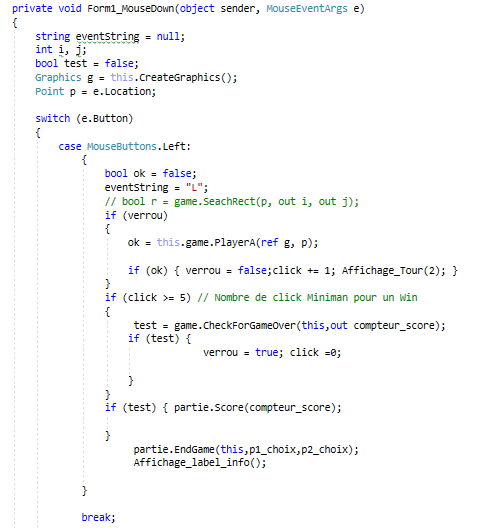 private void Form1_MouseDown(object sender, MouseEventArgs e)
{
string eventString = null;
int i, j;
bool test = false;
Graphics g = this.CreateGraphics();
Point p = e.Location;
switch (e.Button)
{
case MouseButtons.Left:
{
bool ok = false;
eventString = "L";
// bool r = game.SeachRect(p, out i, out j);
if (verrou)
{
ok = this.game.PlayerA(ref g, p);
if (ok) { verrou = false;click += 1; Affichage_Tour(2); }
}
if (click >= 5) // Nombre de click Miniman pour un Win
{
test = game.CheckForGameOver(this,out compteur_score);
if (test) {
verrou = true; click =0;
}
}
if (test) { partie.Score(compteur_score);
}
partie.EndGame(this,p1_choix,p2_choix);
Affichage_label_info();
}
break;